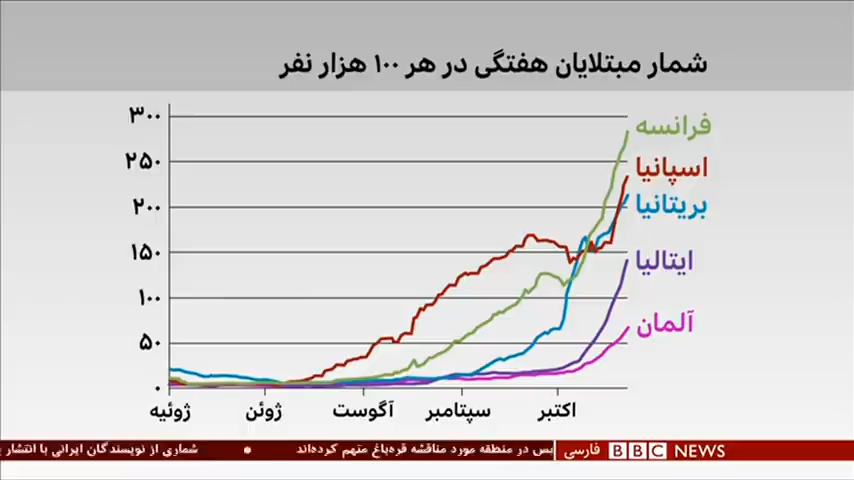 شمار مبتلایان هفتگی در هر ۱۰۰ هزار نفر
۳۰۰
۲۵۰
۲۰۰
۱۵۰
۱۰۰
۵۰
۰
فرانسه
اسپانیا
بریتانیا
ایتالیا
آلمان
ژوئیه
ژوئن
آگوست
سپتامبر
اکتبر
BBC NEWS فارسی
پس در منطقه مورد مناقشه قره‌باغ متهم کرده‌اند • شماری از نویسندگان ایرانی با انتشار